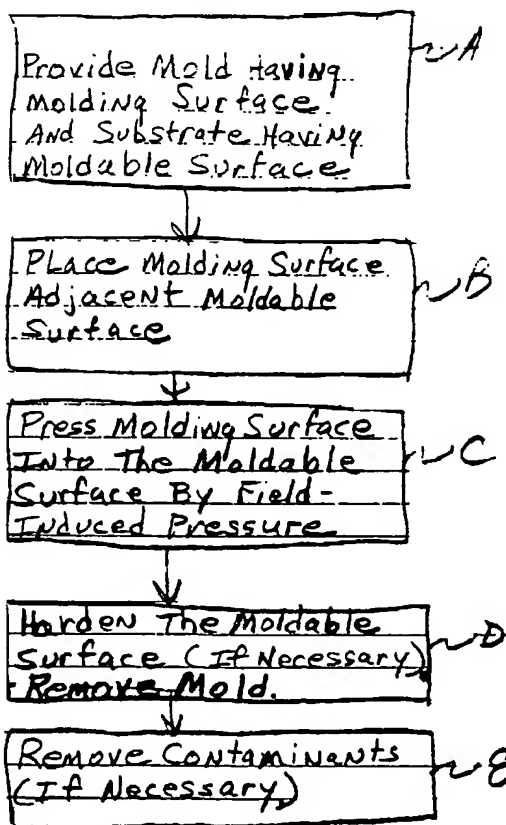 Provide Mold Having
Molding Surface
And Substrate Having
Moldable Surface
A
Place Molding Surface
Adjacent Moldable
Surface
B
Press Molding Surface
Into The Moldable
Surface By Field-
Induced Pressure
C
Harden The Moldable
Surface (If Necessary)
Remove Mold.
D
Remove Contaminants
(If Necessary)
E